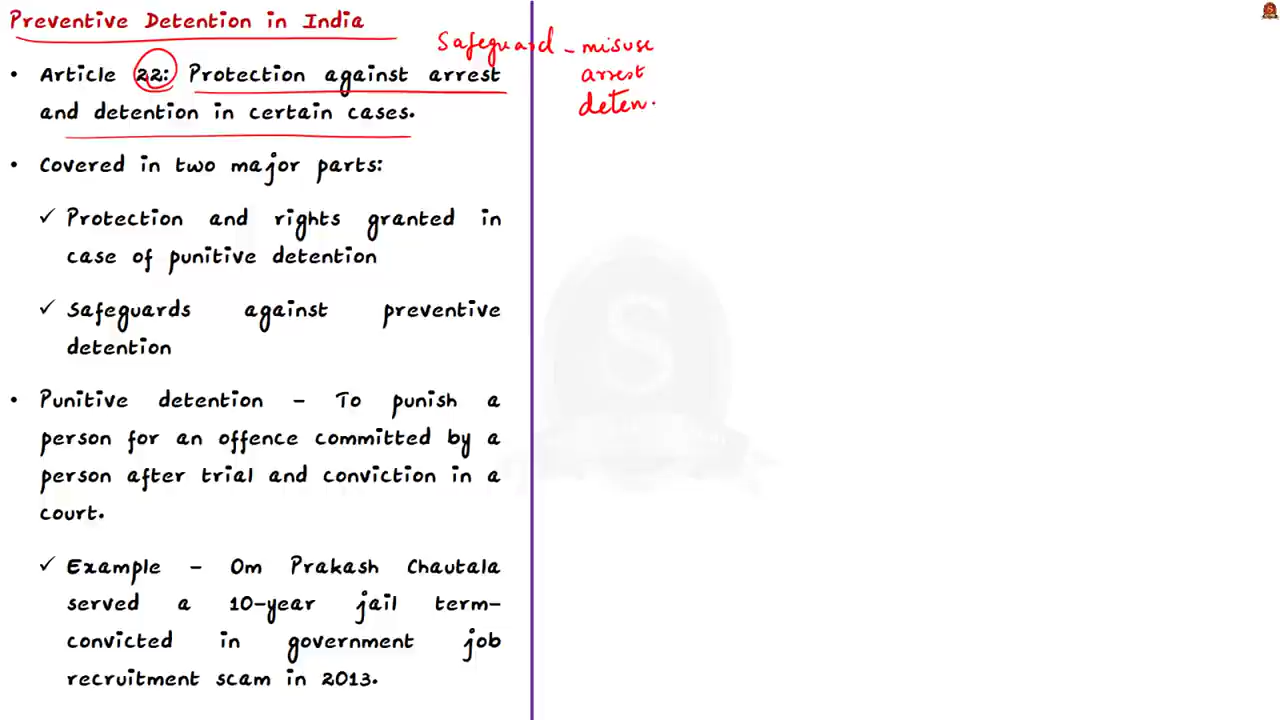 Preventive Detention in India
Safeguard - misuse
arrest
deten.
• Article 22: Protection against arrest
and detention in certain cases.
• Covered in two major parts:
✓ Protection and rights granted in
case of punitive detention
✓ Safeguards against preventive
detention
• Punitive detention - To punish a
person for an offence committed by a
person after trial and conviction in a
court.
✓ Example - Om Prakash Chautala
served a 10-year jail term-
convicted in government job
recruitment scam in 2013.
S